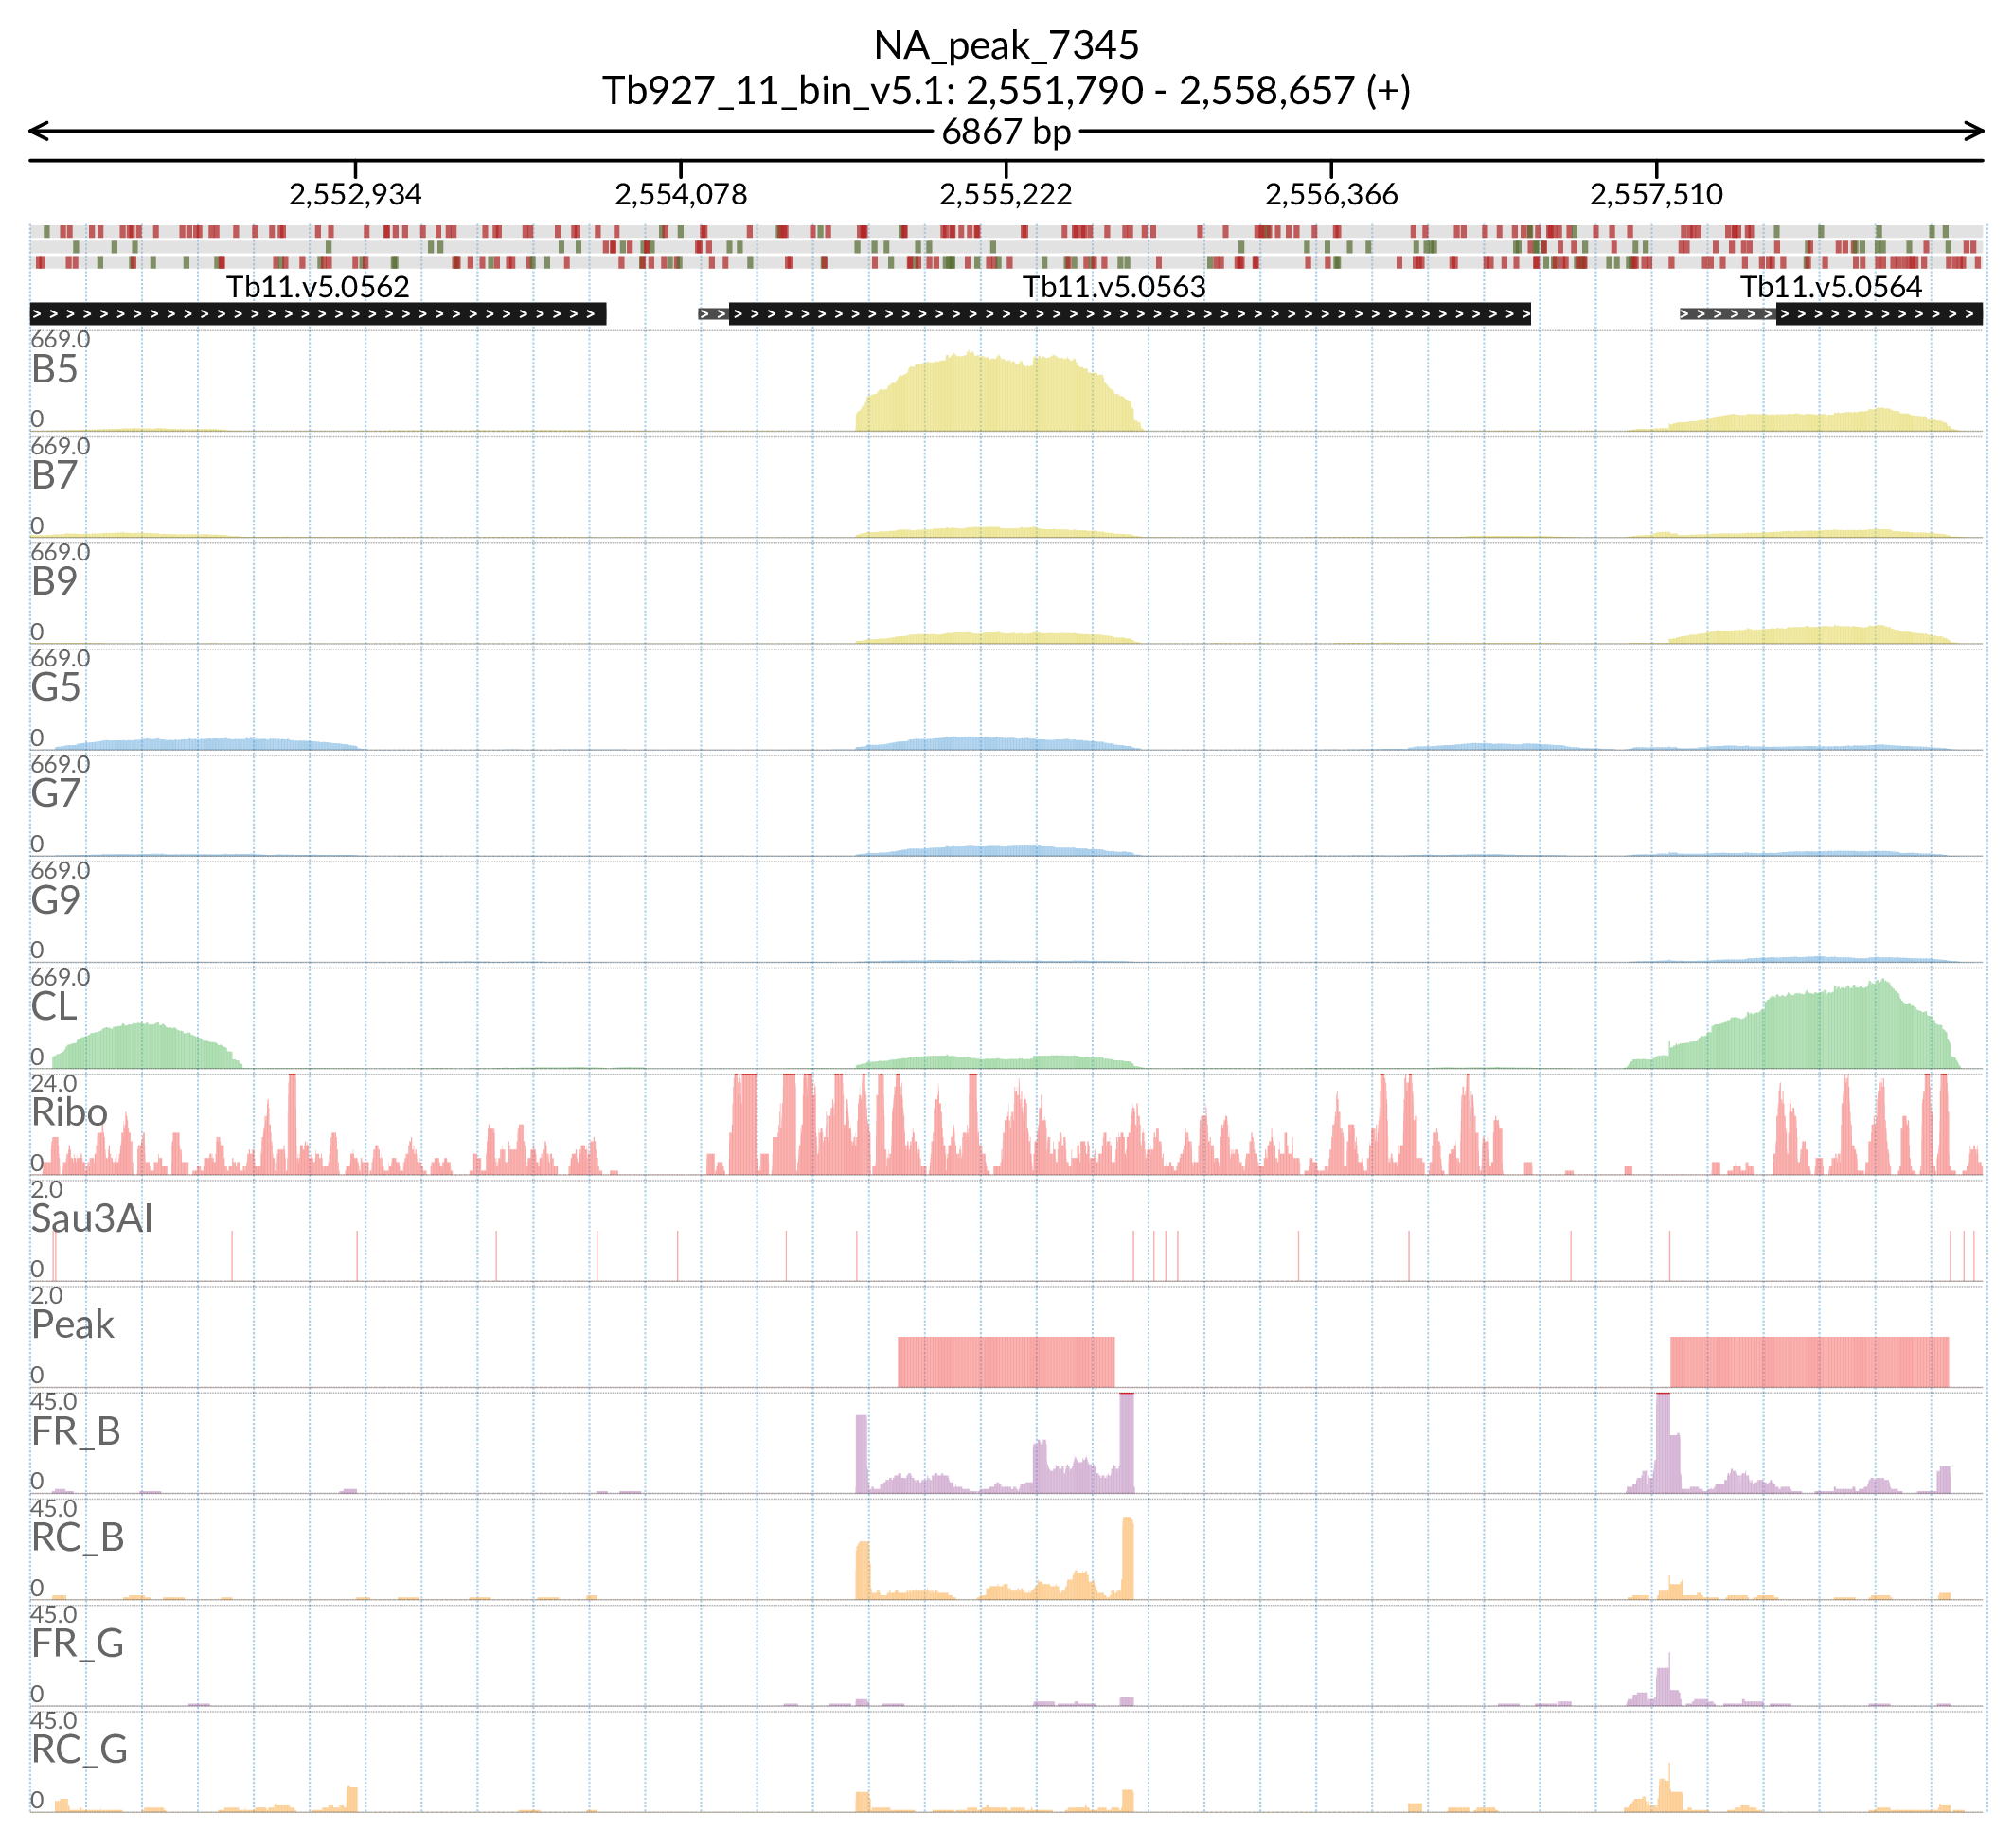 NA_peak_7345
Tb927_11_bin_v5.1: 2,551,790 - 2,558,657 (+)
6867 bp
2,552,934 2,554,078 2,555,222 2,556,366 2,557,510
Tb11.v5.0562 Tb11.v5.0563 Tb11.v5.0564
669.0
B5
0
669.0
B7
0
669.0
B9
0
669.0
G5
0
669.0
G7
0
669.0
G9
0
669.0
CL
0
24.0
Ribo
0
2.0
Sau3AI
0
2.0
Peak
0
45.0
FR_B
0
45.0
RC_B
0
45.0
FR_G
0
45.0
RC_G
0